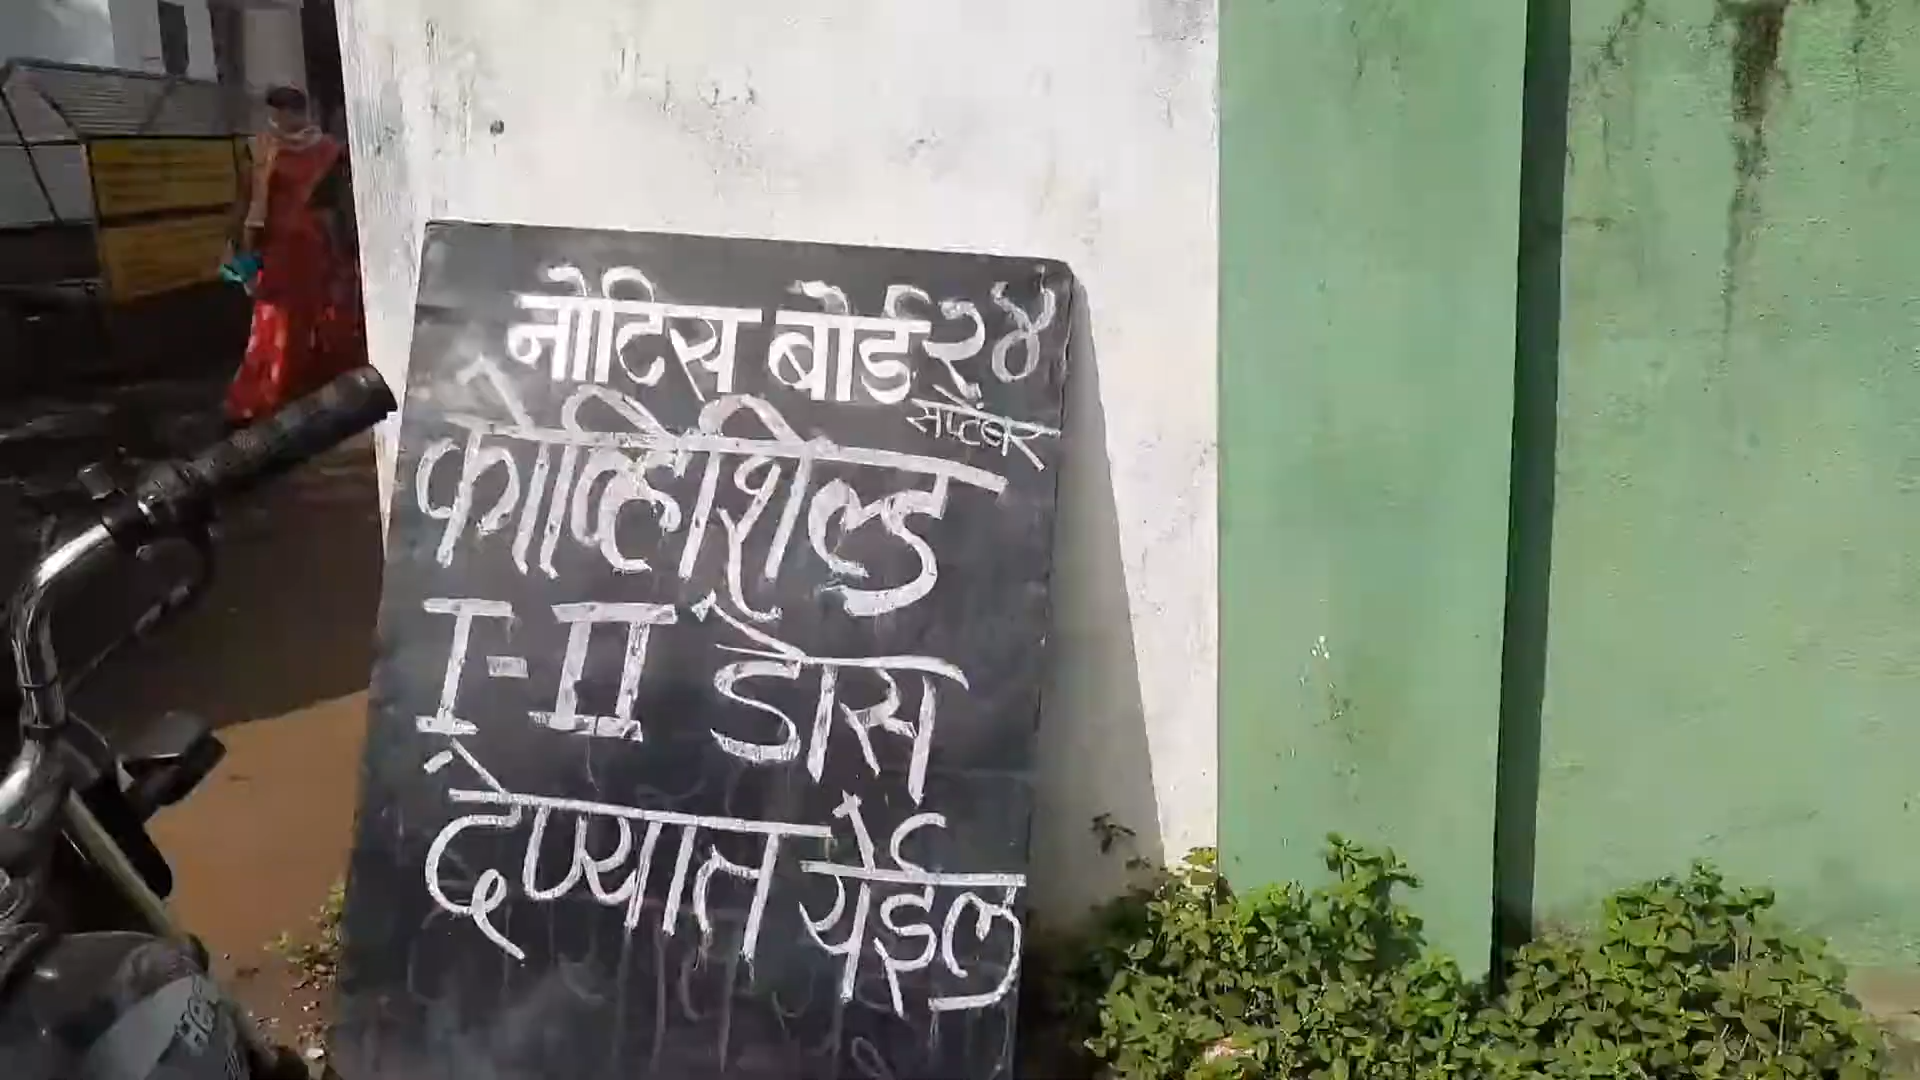 नोटिस बोर्ड २४
सप्टेंबर
कोव्हिशिल्ड
I-II डोस
देण्यात येईल